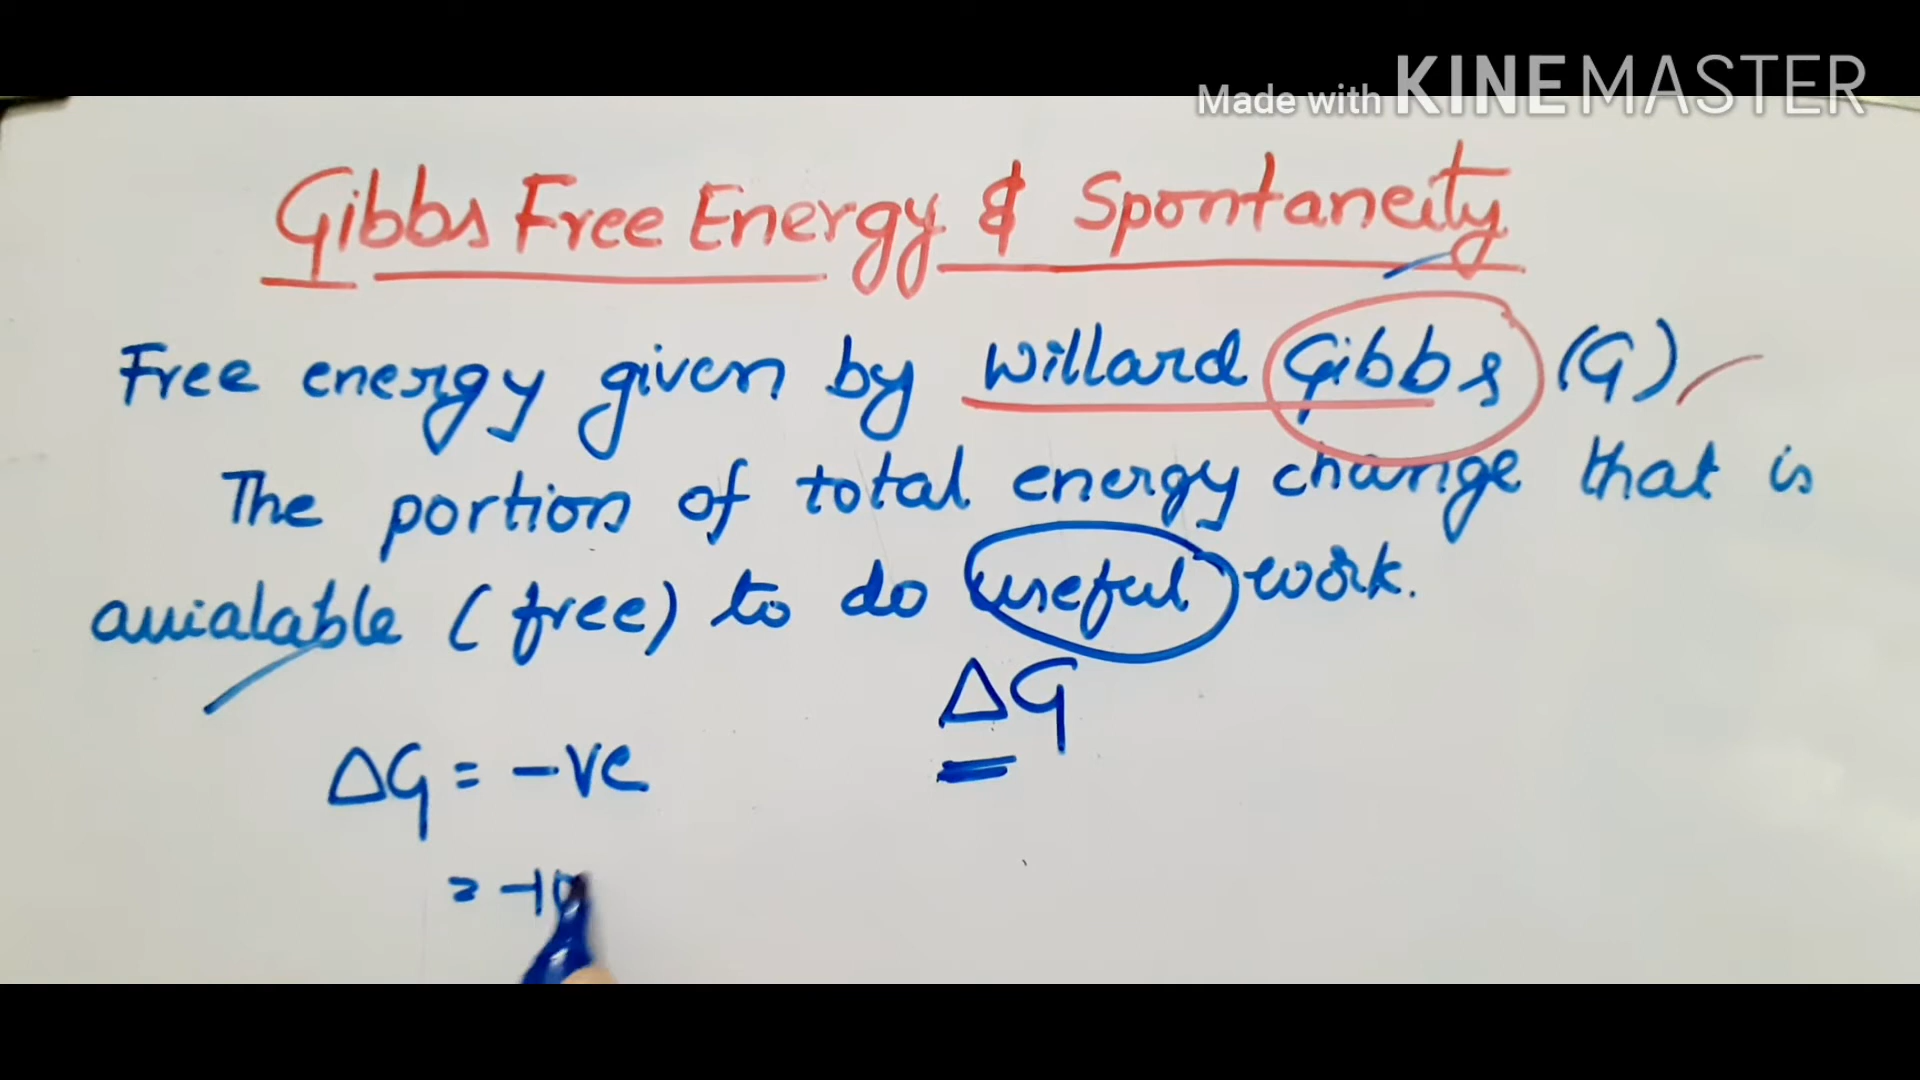 Made with KINEMASTER
Gibbs Free Energy & Spontaneity
Free energy given by Willard Gibbs (G)
The portion of total energy change that is
avialable (free) to do useful work.
ΔG
ΔG = -ve
= -10